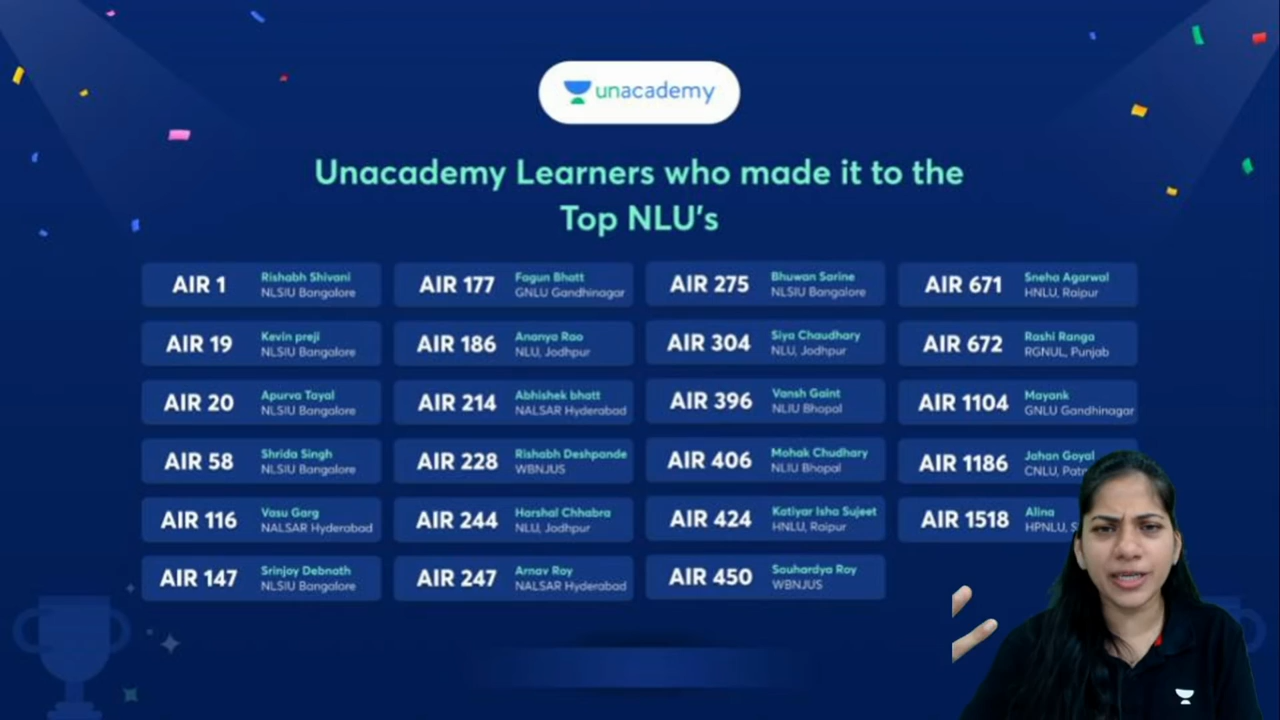 unacademy
Unacademy Learners who made it to the
Top NLU's
AIR 1
Rishabh Shivani
NLSIU Bangalore
AIR 19
Kevin preji
NLSIU Bangalore
AIR 20
Apurva Tayal
NLSIU Bangalore
AIR 58
Shrida Singh
NLSIU Bangalore
AIR 116
Vasu Garg
NALSAR Hyderabad
AIR 147
Srinjoy Debnath
NLSIU Bangalore
AIR 177
Fagun Bhatt
GNLU Gandhinagar
AIR 186
Ananya Rao
NLU, Jodhpur
AIR 214
Abhishek bhatt
NALSAR Hyderabad
AIR 228
Rishabh Deshpande
WBNJUS
AIR 244
Harshal Chhabra
NLU, Jodhpur
AIR 247
Arnav Roy
NALSAR Hyderabad
AIR 275
Bhuwan Sarine
NLSIU Bangalore
AIR 304
Siya Chaudhary
NLU, Jodhpur
AIR 396
Vansh Gaint
NLIU Bhopal
AIR 406
Mohak Chudhary
NLIU Bhopal
AIR 424
Katiyar Isha Sujeet
HNLU, Raipur
AIR 450
Souhardya Roy
WBNJUS
AIR 671
Sneha Agarwal
HNLU, Raipur
AIR 672
Rashi Ranga
RGNUL, Punjab
AIR 1104
Mayank
GNLU Gandhinagar
AIR 1186
Jahan Goyal
CNLU,
AIR 1518
Alina
HPNLU,